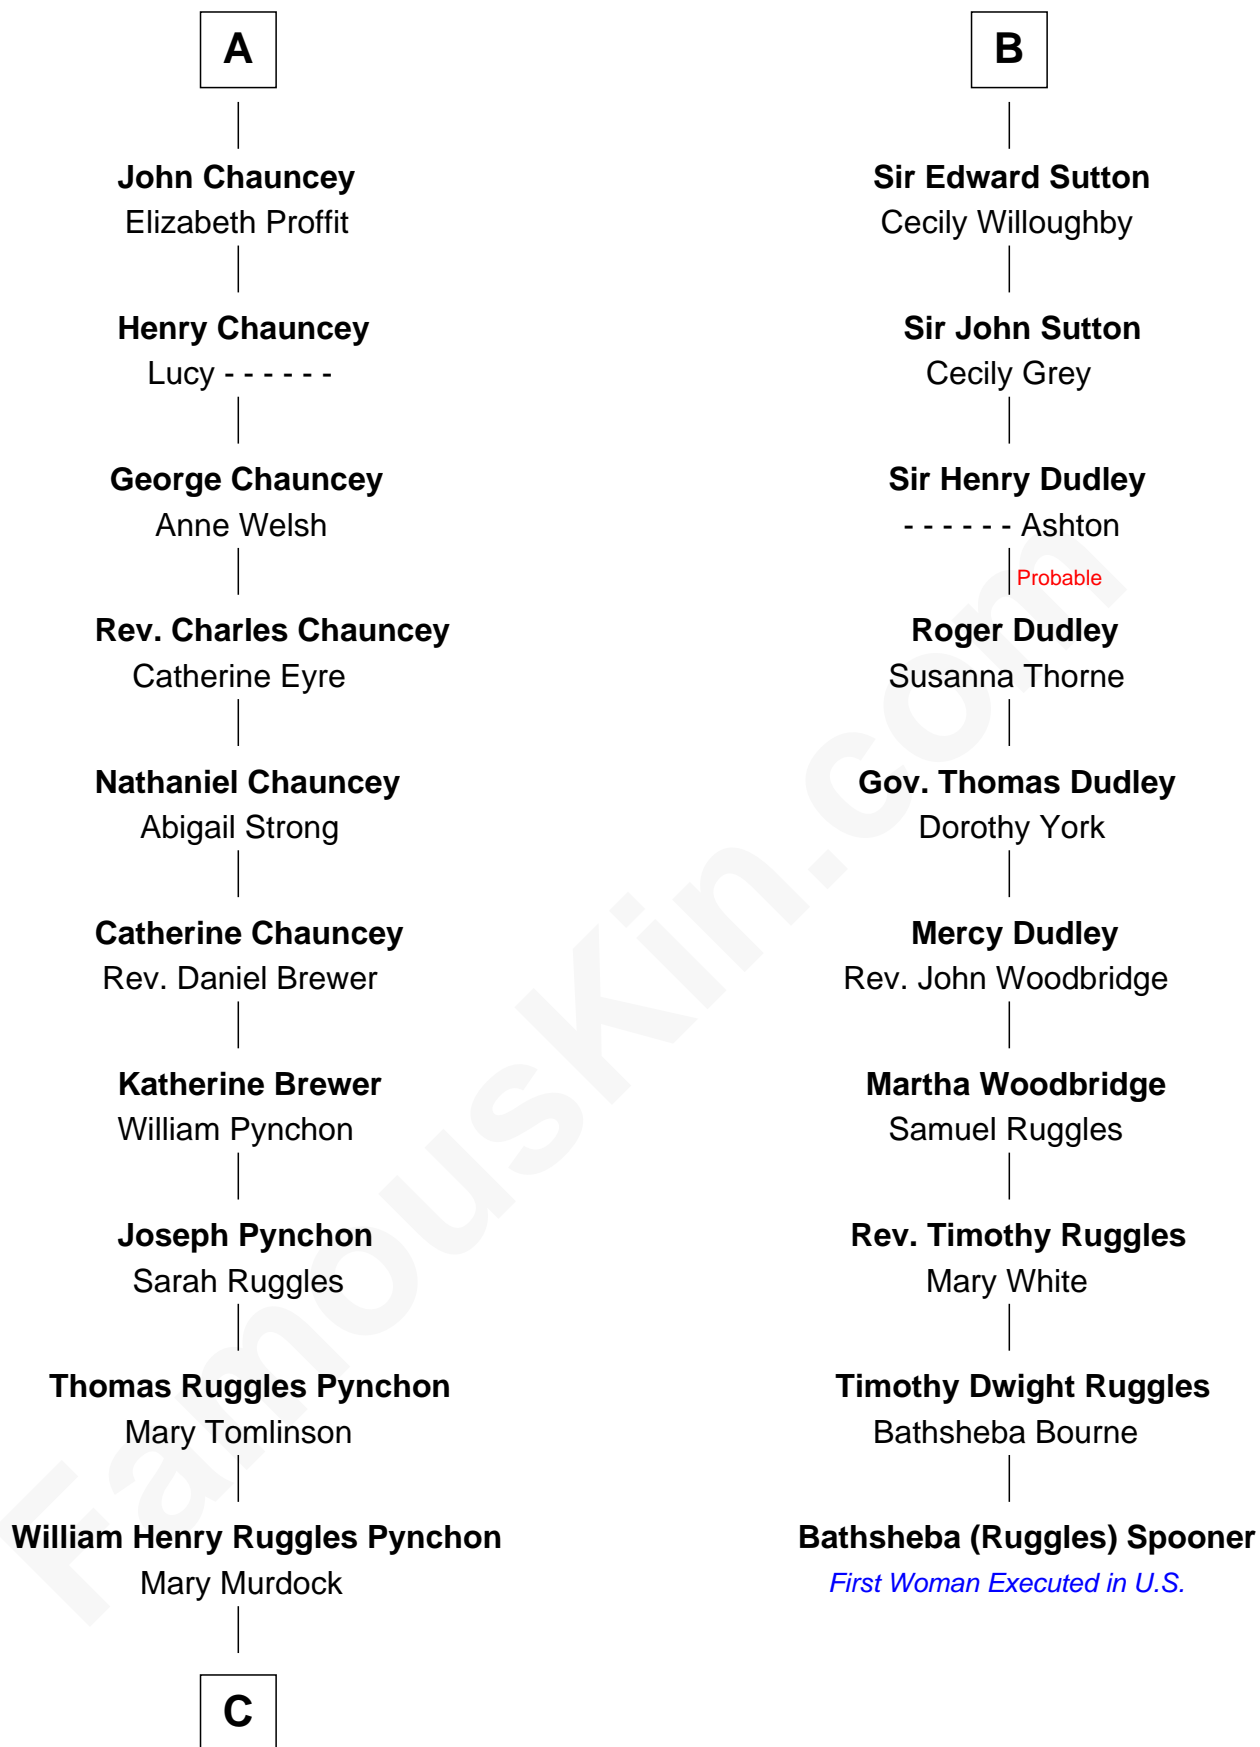 A
John Chauncey
Elizabeth Proffit
Henry Chauncey
Lucy - - - - - -
George Chauncey
Anne Welsh
Rev. Charles Chauncey
Catherine Eyre
Nathaniel Chauncey
Abigail Strong
Catherine Chauncey
Rev. Daniel Brewer
Katherine Brewer
William Pynchon
Joseph Pynchon
Sarah Ruggles
Thomas Ruggles Pynchon
Mary Tomlinson
William Henry Ruggles Pynchon
Mary Murdock
C
B
Sir Edward Sutton
Cecily Willoughby
Sir John Sutton
Cecily Grey
Sir Henry Dudley
- - - - - - Ashton
Probable
Roger Dudley
Susanna Thorne
Gov. Thomas Dudley
Dorothy York
Mercy Dudley
Rev. John Woodbridge
Martha Woodbridge
Samuel Ruggles
Rev. Timothy Ruggles
Mary White
Timothy Dwight Ruggles
Bathsheba Bourne
Bathsheba (Ruggles) Spooner
First Woman Executed in U.S.
FamousKin.com